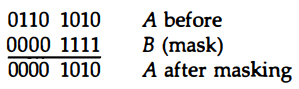 0110 1010 A before
0000 1111 B (mask)
0000 1010 A after masking